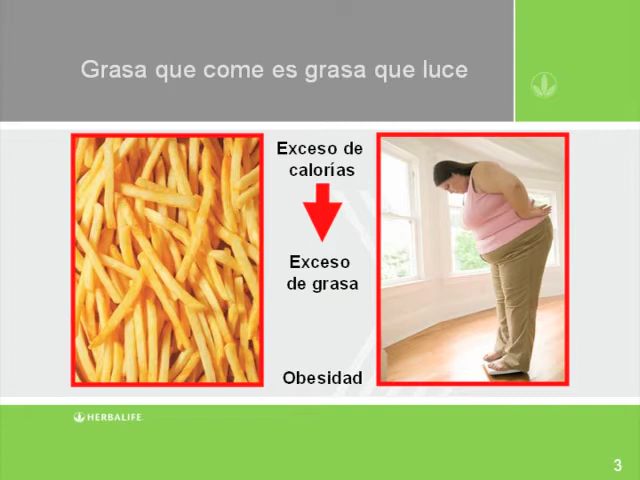 Grasa que come es grasa que luce
Exceso de
calorías
Exceso
de grasa
Obesidad
HERBALIFE
3